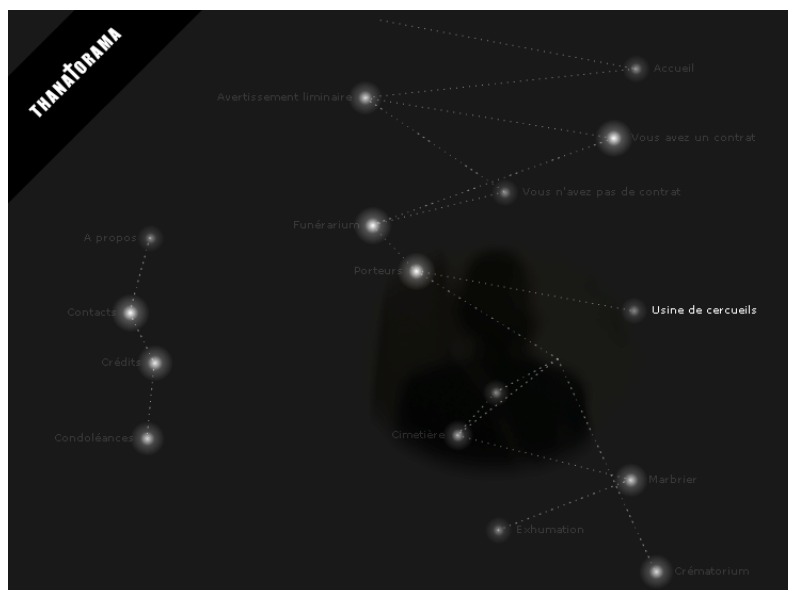 THANATORAMA
Accueil
Avertissement liminaire
Vous avez un contrat
Vous n'avez pas de contrat
Funérarium
A propos
Porteurs
Contacts
Usine de cercueils
Crédits
Cimetière
Condoléances
Marbrier
Exhumation
Crématorium